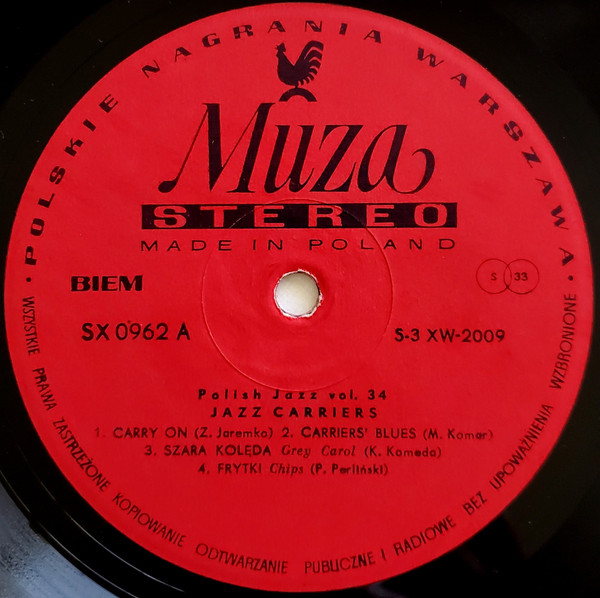 • POLSKIE NAGRANIA WARSZAWA •
Muza
STEREO
MADE IN POLAND
BIEM
S 33
SX 0962 A
S-3 XW-2009
Polish Jazz vol. 34
JAZZ CARRIERS
1. CARRY ON (Z. Jaremko) 2. CARRIERS' BLUES (M. Komar)
3. SZARA KOLĘDA Grey Carol (K. Komeda)
4. FRYTKI Chips (P. Perliński)
WSZYSTKIE PRAWA ZASTRZEŻONE KOPIOWANIE ODTWARZANIE PUBLICZNE I RADIOWE BEZ UPOWAŻNIENIA WZBRONIONE